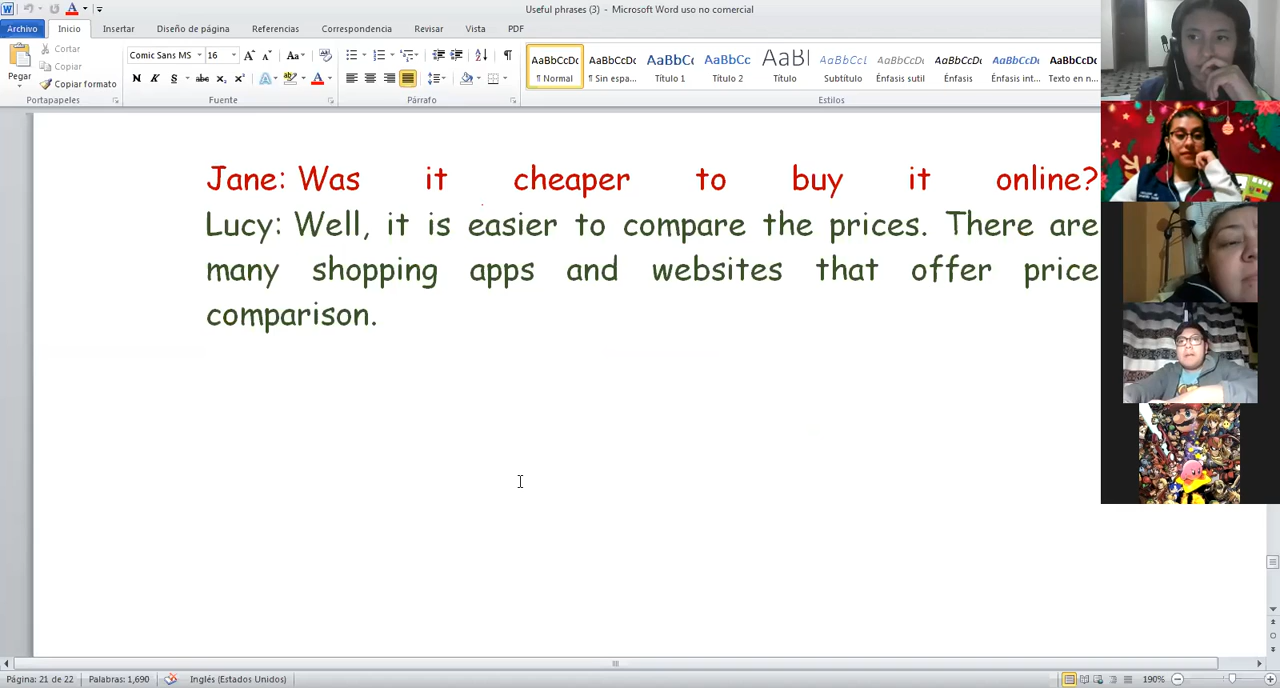 Useful phrases (3) - Microsoft Word uso no comercial
Archivo Inicio Insertar Diseño de página Referencias Correspondencia Revisar Vista PDF
Pegar
Cortar
Copiar
Copiar formato
Portapapeles
Comic Sans MS 16
N K S abc x₂ x²
Fuente
Párrafo
AaBbCcDc AaBbCcDc AaBbCc AaBbCc AaBl AaBbCcl AaBbCcDc AaBbCcDc AaBbCcDc AaBbCcDc
¶ Normal ¶ Sin espa... Título 1 Título 2 Título Subtítulo Énfasis sutil Énfasis Énfasis int... Texto en n...
Estilos
Jane: Was it cheaper to buy it online?
Lucy: Well, it is easier to compare the prices. There are
many shopping apps and websites that offer price
comparison.
Página: 21 de 22 Palabras: 1,690 Inglés (Estados Unidos) 190%